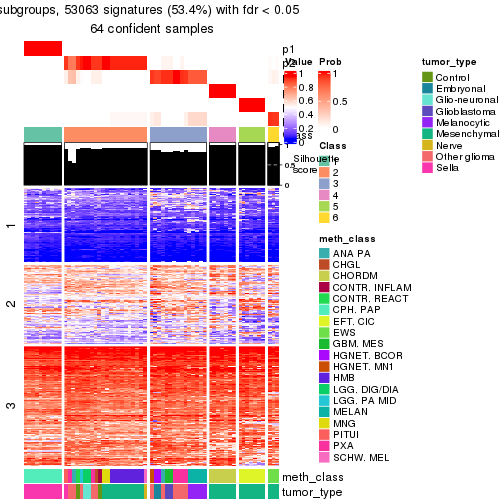 subgroups, 53063 signatures (53.4%) with fdr < 0.05
64 confident samples
p1
p2
Value
1
0.8
0.6
0.4
0.2
0
Prob
1
0.5
0
tumor_type
Control
Embryonal
Glio-neuronal
Glioblastoma
Melanocytic
Mesenchymal
Nerve
Other glioma
Sella
Silhouette
score
1
0.5
0
Class
1
2
3
4
5
6
meth_class
ANA PA
CHGL
CHORDM
CONTR. INFLAM
CONTR. REACT
CPH. PAP
EFT. CIC
EWS
GBM. MES
HGNET. BCOR
HGNET. MN1
HMB
LGG. DIG/DIA
LGG. PA MID
MELAN
MNG
PITUI
PXA
SCHW. MEL
1
2
3
meth_class
tumor_type